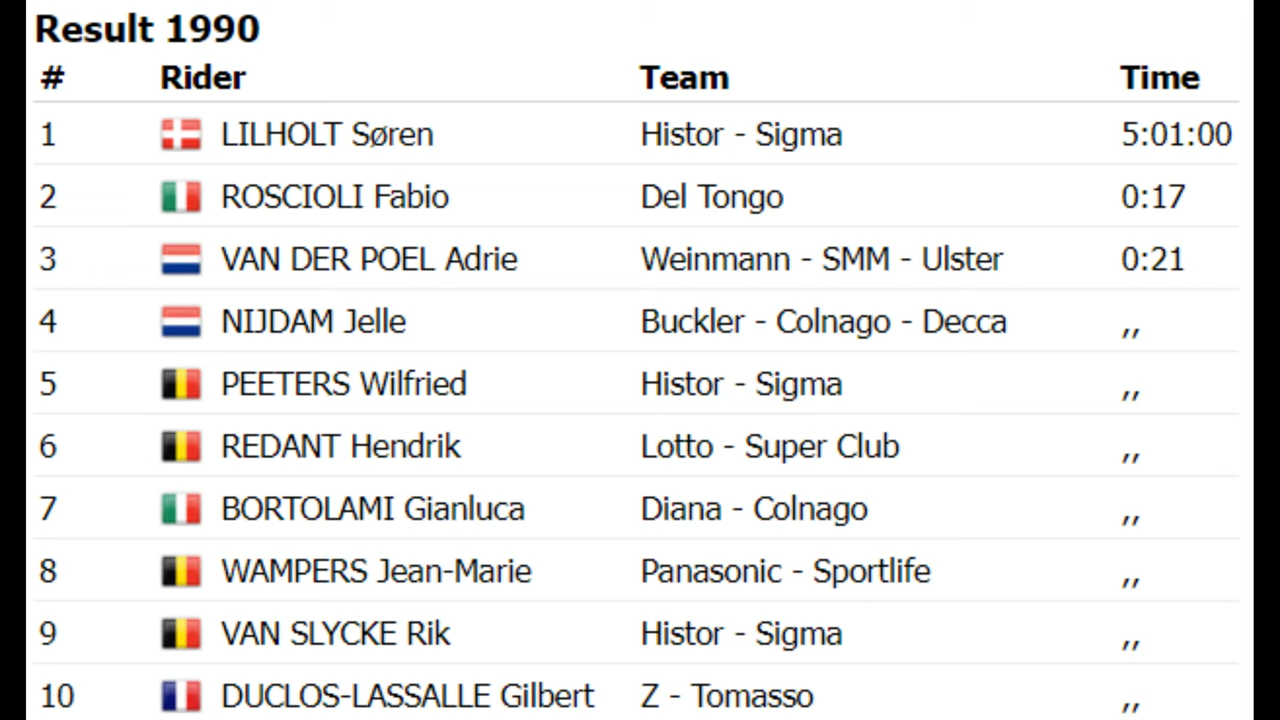 Result 1990
# Rider Team Time
1 LILHOLT Søren Histor - Sigma 5:01:00
2 ROSCIOLI Fabio Del Tongo 0:17
3 VAN DER POEL Adrie Weinmann - SMM - Ulster 0:21
4 NIJDAM Jelle Buckler - Colnago - Decca ,,
5 PEETERS Wilfried Histor - Sigma ,,
6 REDANT Hendrik Lotto - Super Club ,,
7 BORTOLAMI Gianluca Diana - Colnago ,,
8 WAMPERS Jean-Marie Panasonic - Sportlife ,,
9 VAN SLYCKE Rik Histor - Sigma ,,
10 DUCLOS-LASSALLE Gilbert Z - Tomasso ,,